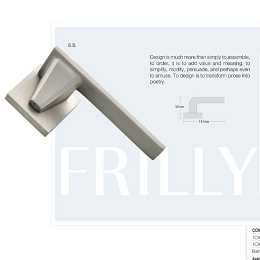 S.S.
Design is much more than simply to assemble,
to order, it is to add value and meaning, to
simplify, modify, persuade, and perhaps even
to amuse. To design is to transform prose into
poetry.
FRILLY
CON